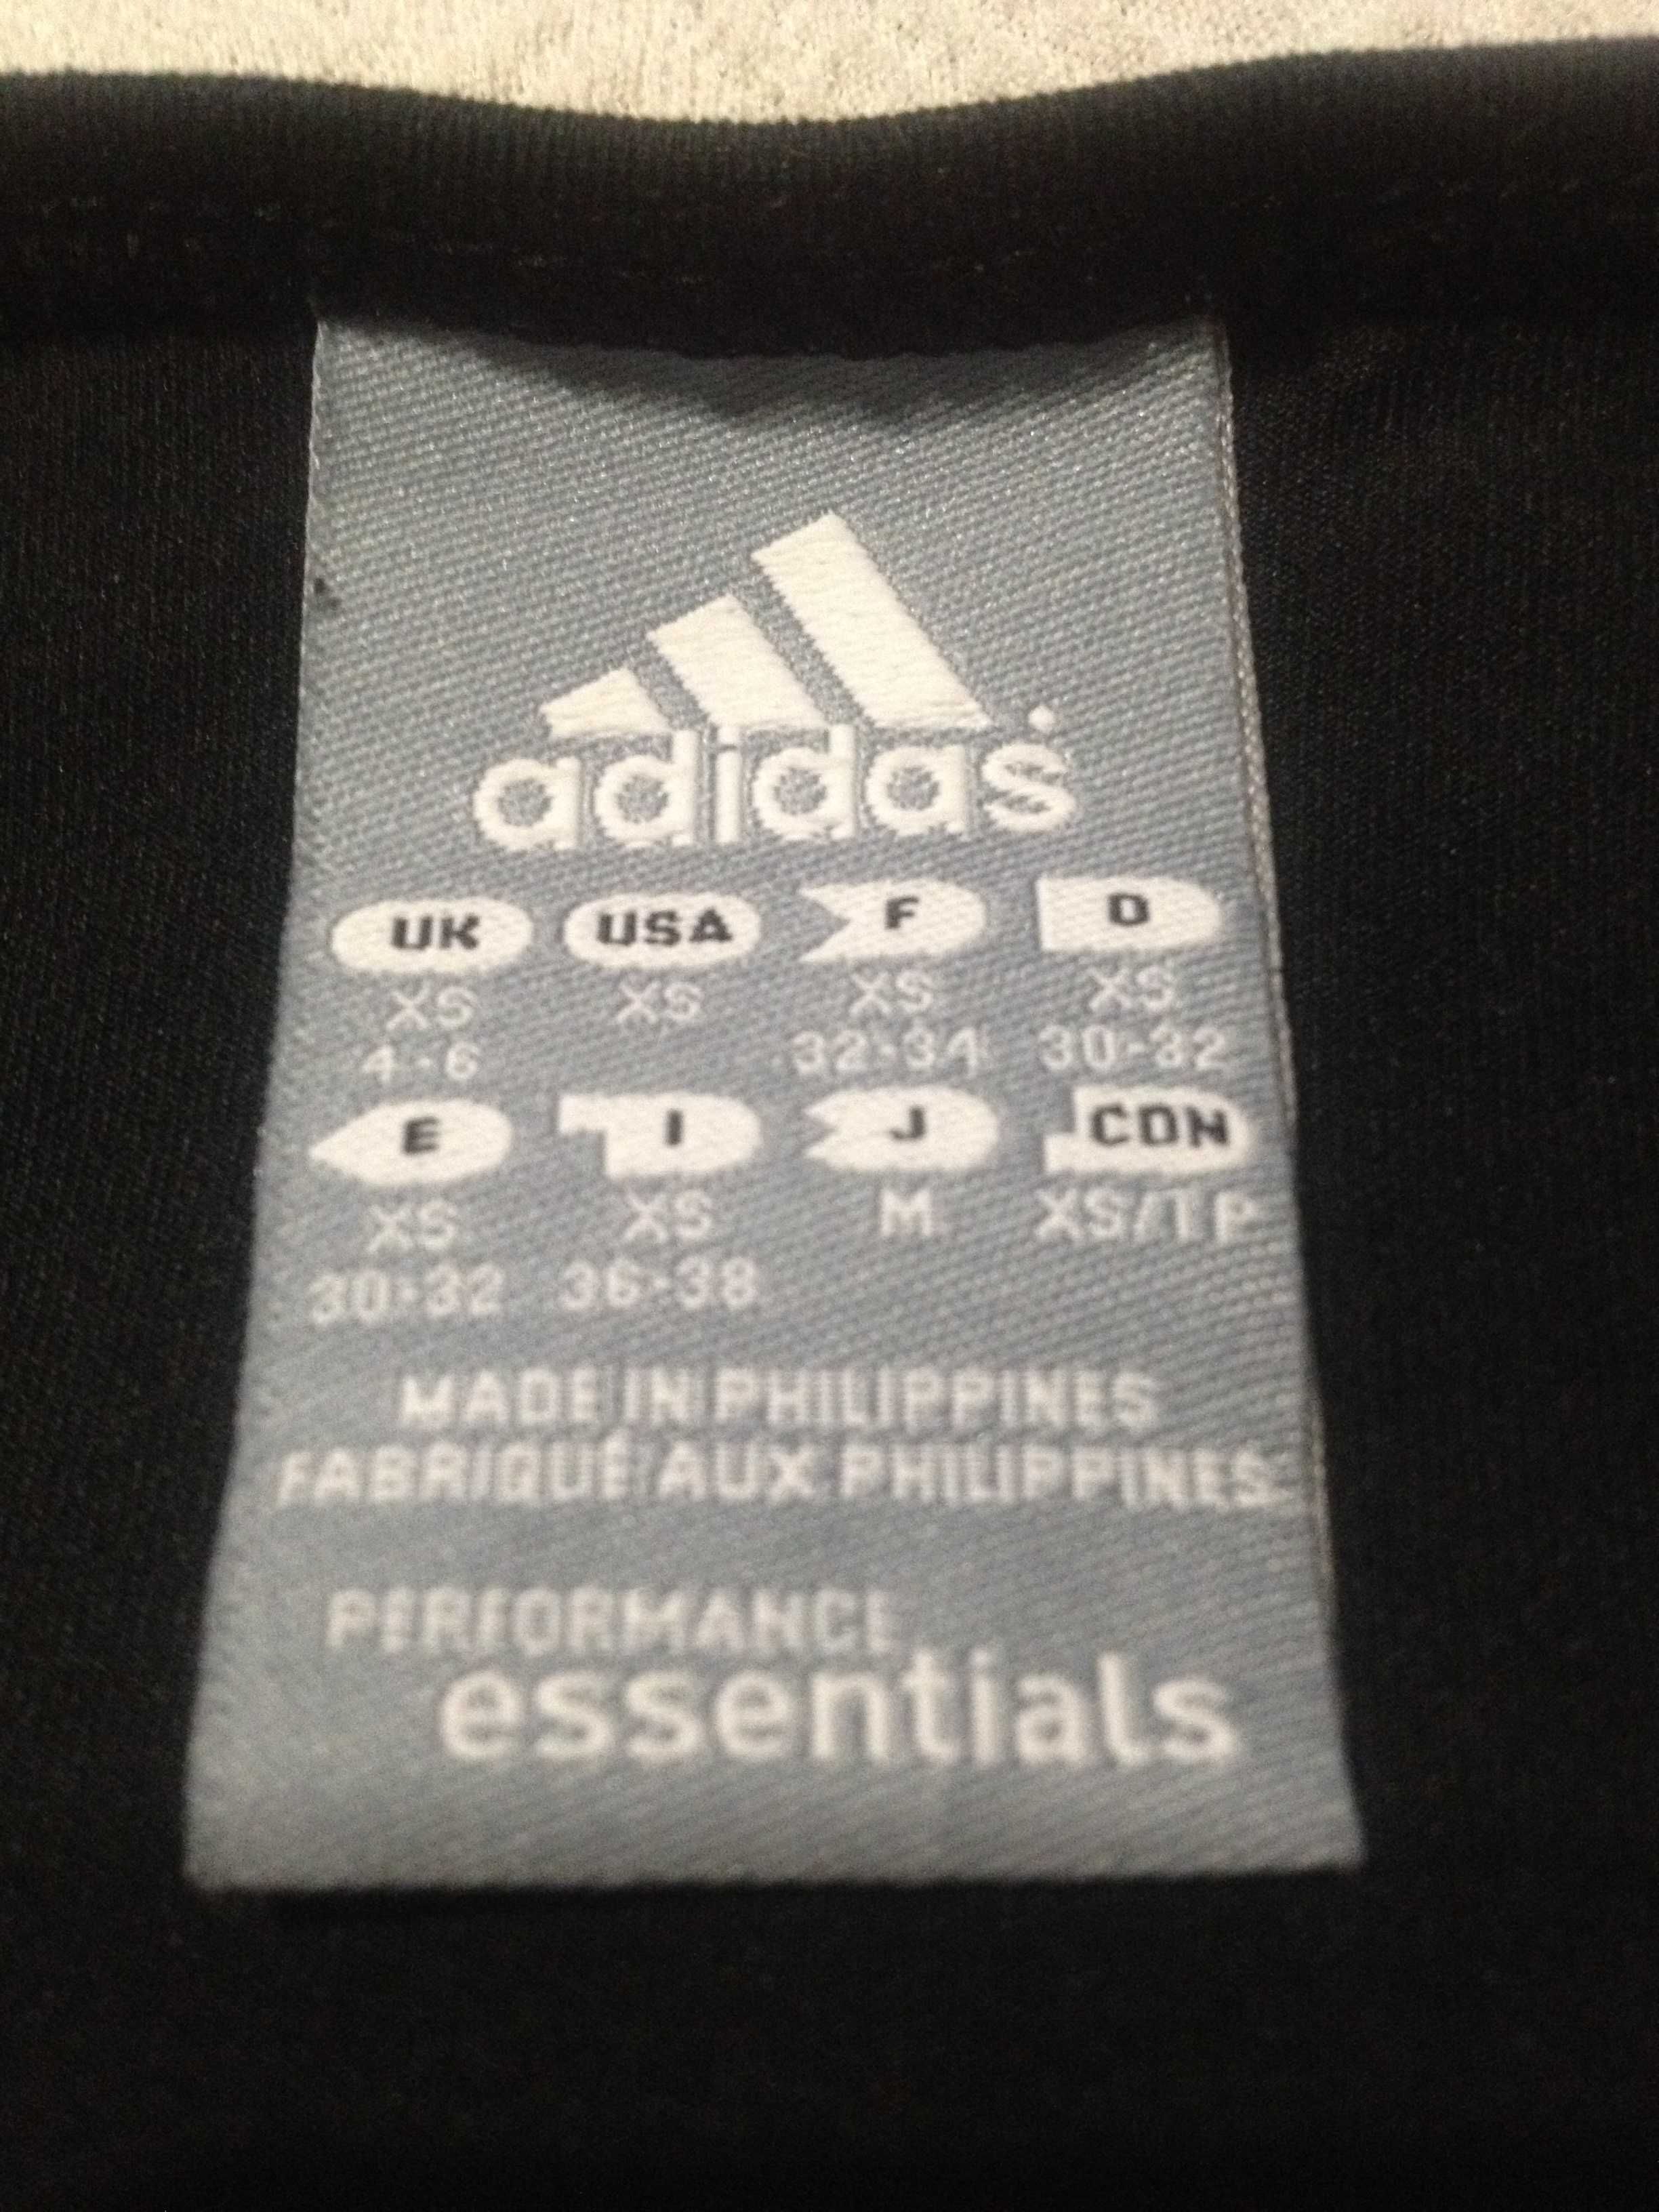 adidas
UK USA F D
XS XS XS XS
4-6 32-34 30-32
E I J CDN
XS XS M XS/TP
30-32 36-38
MADE IN PHILIPPINES
FABRIQUÉ AUX PHILIPPINES
PERFORMANCE
essentials